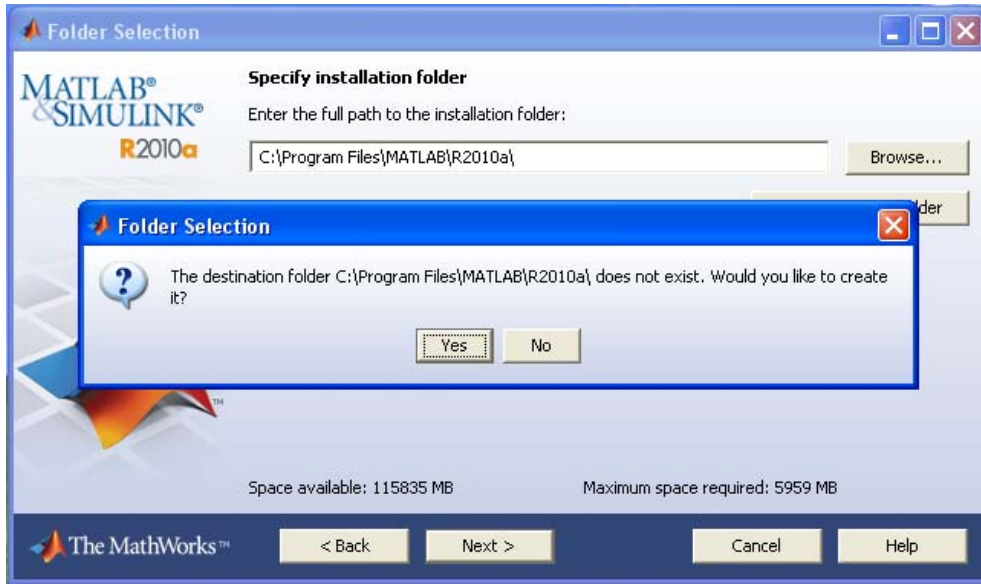 Folder Selection
MATLAB®
&SIMULINK®
R2010a
Specify installation folder
Enter the full path to the installation folder:
C:\Program Files\MATLAB\R2010a\
Browse...
der
Folder Selection
The destination folder C:\Program Files\MATLAB\R2010a\ does not exist. Would you like to create
it?
Yes
No
TM
Space available: 115835 MB
Maximum space required: 5959 MB
The MathWorks™
< Back
Next >
Cancel
Help